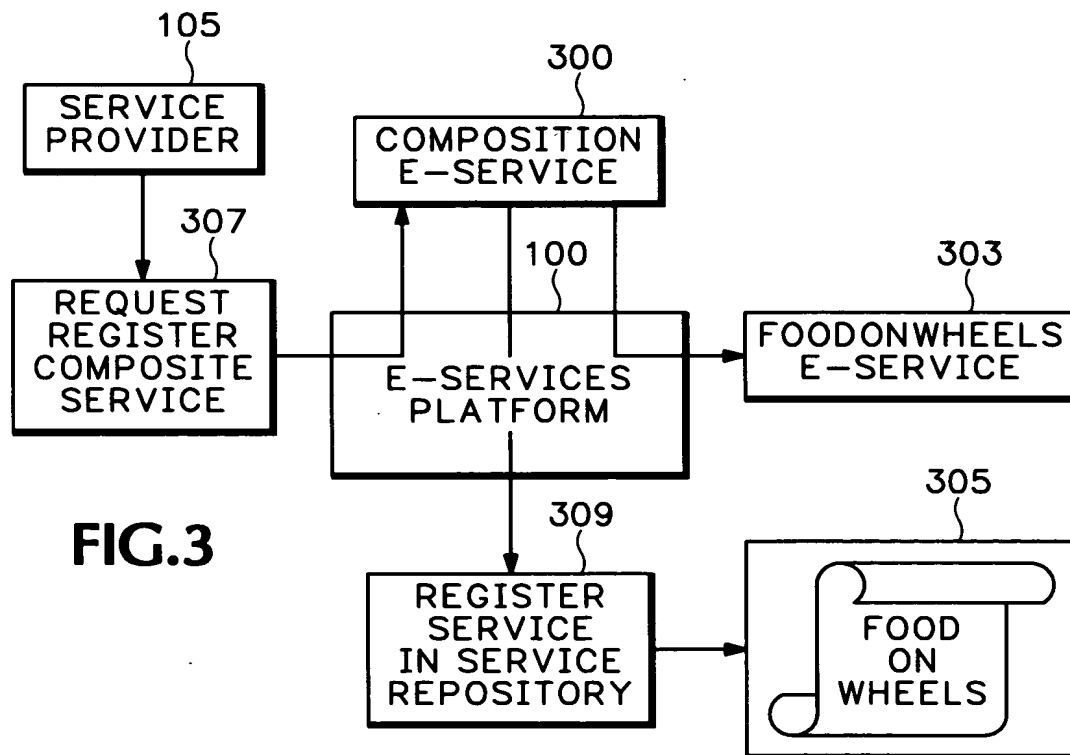 105
SERVICE
PROVIDER
300
COMPOSITION
E-SERVICE
307
REQUEST
REGISTER
COMPOSITE
SERVICE
100
E-SERVICES
PLATFORM
303
FOODONWHEELS
E-SERVICE
FIG.3
309
REGISTER
SERVICE
IN SERVICE
REPOSITORY
305
FOOD
ON
WHEELS